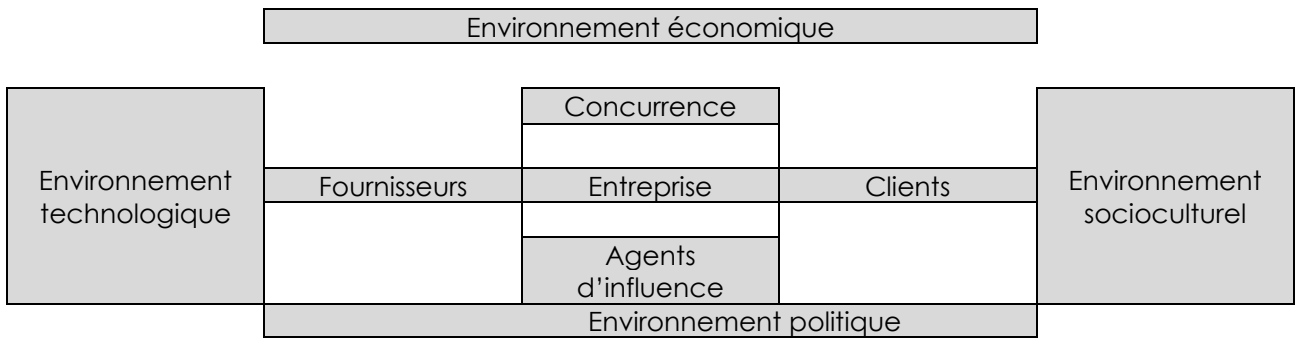 Environnement économique
Concurrence
Environnement
technologique
Fournisseurs
Entreprise
Clients
Environnement
socioculturel
Agents
d’influence
Environnement politique